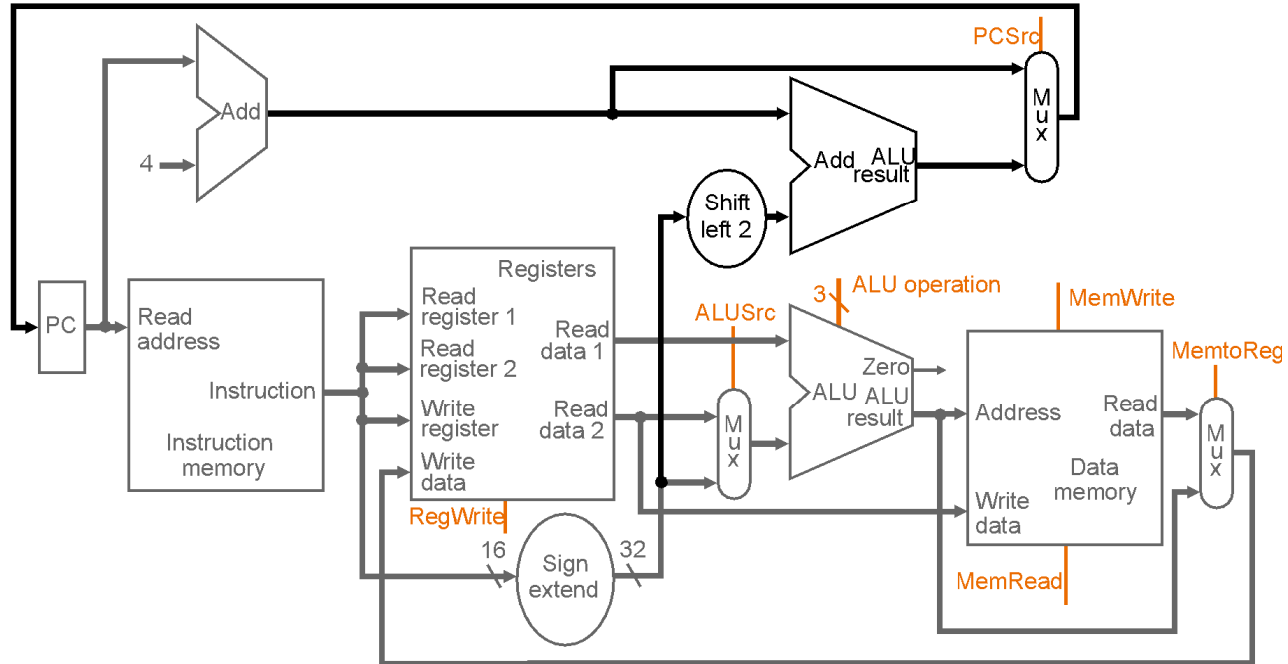 PCSrc
M
u
x
Add
4
Add
ALU
result
Shift
left 2
PC
Read
address
Instruction
Instruction
memory
Registers
Read
register 1
Read
register 2
Write
register
Write
data
Read
data 1
Read
data 2
RegWrite
16
Sign
extend
32
ALUSrc
M
u
x
3
ALU operation
Zero
ALU
ALU
result
MemWrite
Address
Read
data
Data
memory
Write
data
MemRead
MemtoReg
M
u
x